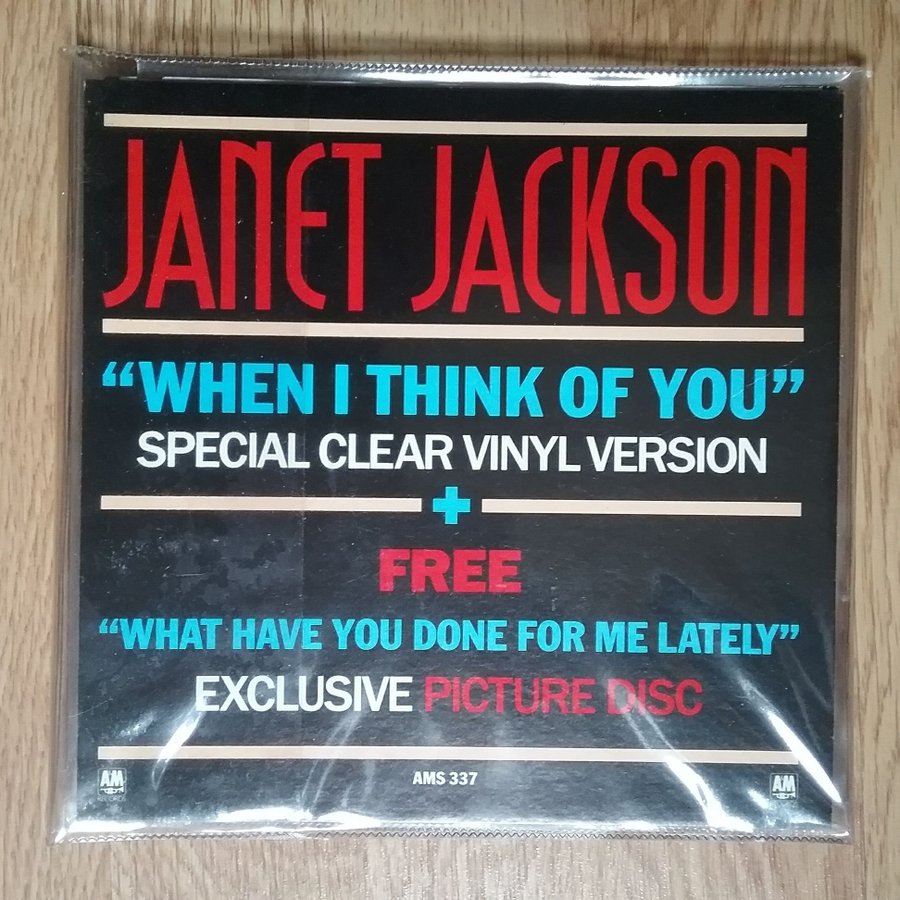 JANET JACKSON
“WHEN I THINK OF YOU”
SPECIAL CLEAR VINYL VERSION
+
FREE
“WHAT HAVE YOU DONE FOR ME LATELY”
EXCLUSIVE PICTURE DISC
A&M
RECORDS
AMS 337
A&M